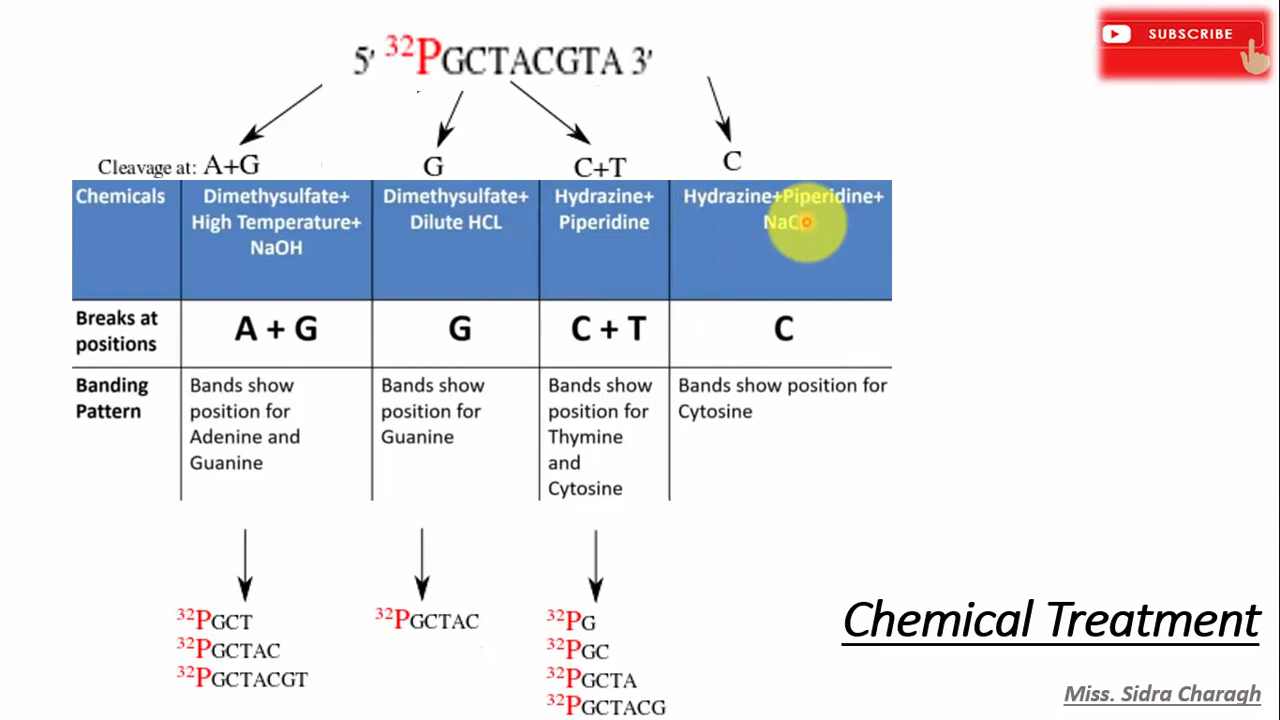 SUBSCRIBE
5' 32PGCTACGTA 3'
Cleavage at: A+G G C+T C
Chemicals
Dimethysulfate+
High Temperature+
NaOH
Dimethysulfate+
Dilute HCL
Hydrazine+
Piperidine
Hydrazine+Piperidine+
Breaks at
positions
A + G
G
C + T
C
Banding
Pattern
Bands show
position for
Adenine and
Guanine
Bands show
position for
Guanine
Bands show
position for
Thymine
and
Cytosine
Bands show position for
Cytosine
32PGCT
32PGCTAC
32PGCTACGT
32PGCTAC
32PG
32PGC
32PGCTA
32PGCTACG
Chemical Treatment
Miss. Sidra Charagh